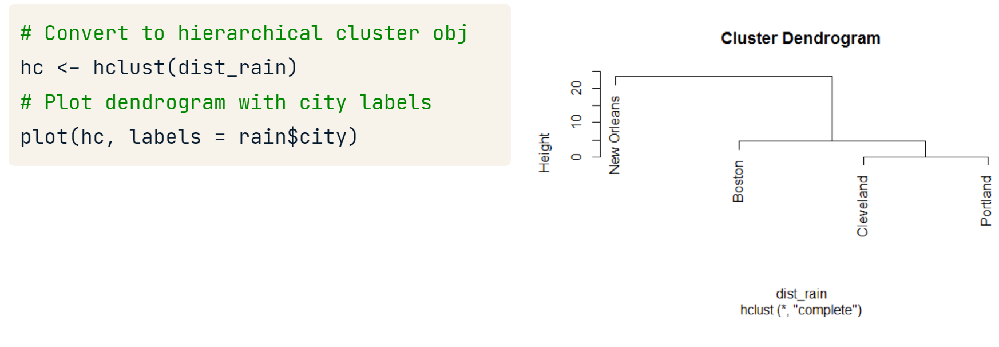 # Convert to hierarchical cluster obj
hc <- hclust(dist_rain)
# Plot dendrogram with city labels
plot(hc, labels = rain$city)
Cluster Dendrogram
Height
20
10
0
New Orleans
Boston
Cleveland
Portland
dist_rain
hclust (*, "complete")